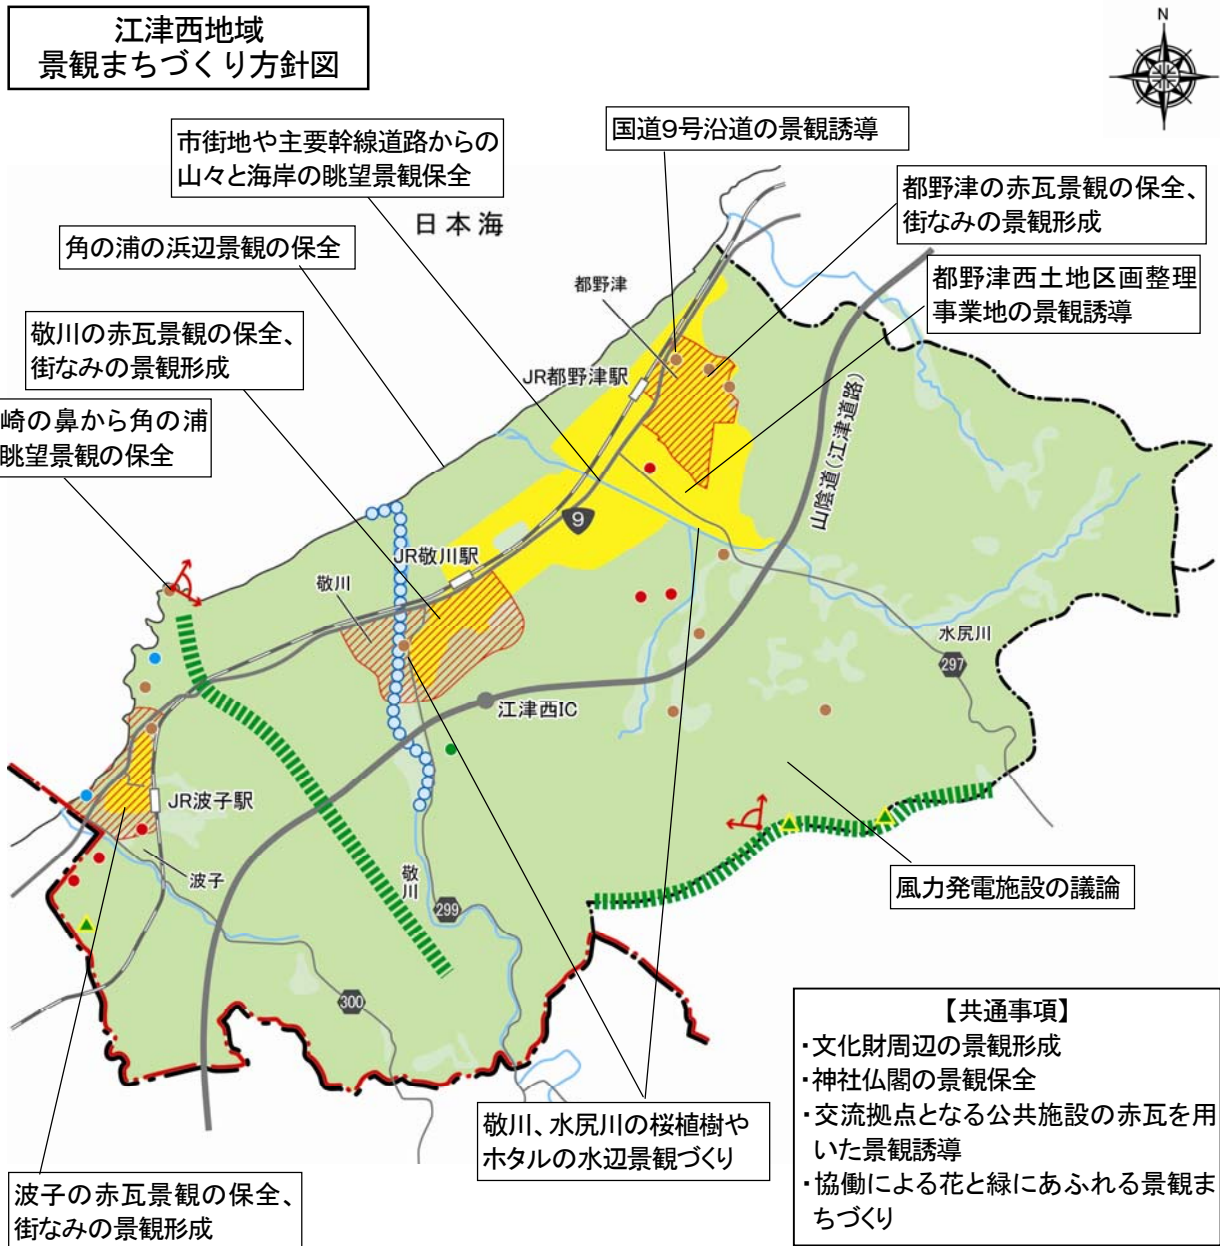 江津西地域
景観まちづくり方針図
N
市街地や主要幹線道路からの
山々と海岸の眺望景観保全
国道9号沿道の景観誘導
都野津の赤瓦景観の保全、
街なみの景観形成
日本海
角の浦の浜辺景観の保全
都野津西土地区画整理
事業地の景観誘導
都野津
敬川の赤瓦景観の保全、
街なみの景観形成
JR都野津駅
山陰道(江津道路)
崎の鼻から角の浦
眺望景観の保全
9
JR敬川駅
敬川
水尻川
297
江津西IC
JR波子駅
波子
敬川
299
風力発電施設の議論
300
【共通事項】
・文化財周辺の景観形成
・神社仏閣の景観保全
・交流拠点となる公共施設の赤瓦を用
いた景観誘導
・協働による花と緑にあふれる景観ま
ちづくり
敬川、水尻川の桜植樹や
ホタルの水辺景観づくり
波子の赤瓦景観の保全、
街なみの景観形成